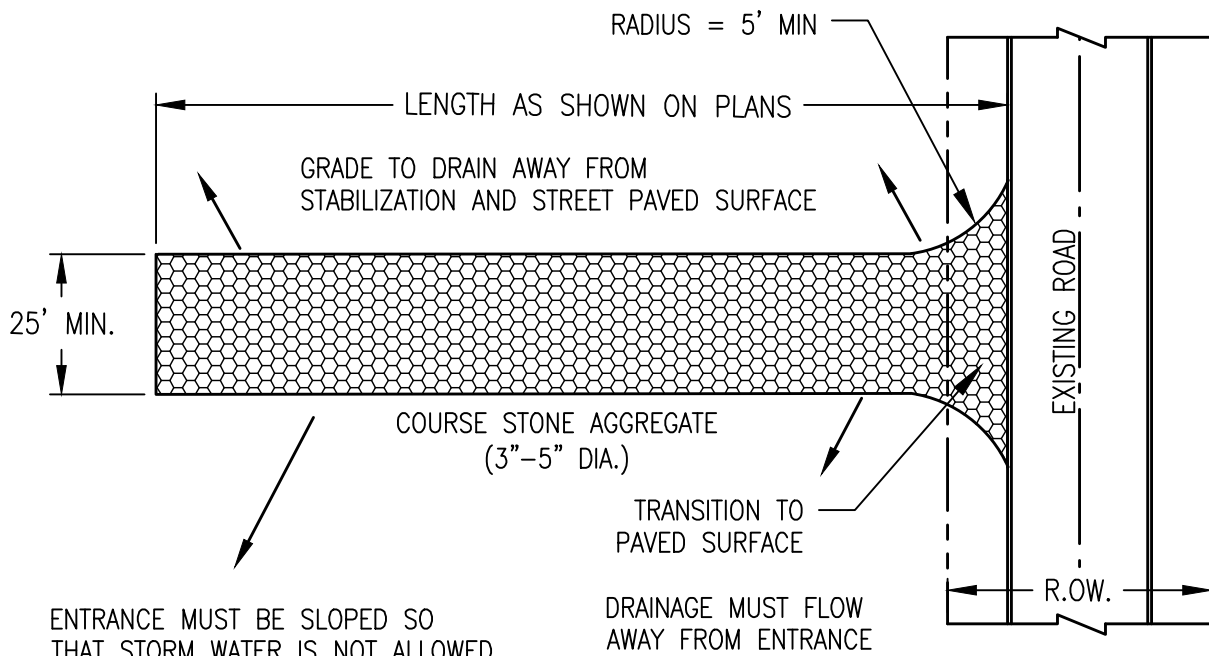 RADIUS = 5' MIN
LENGTH AS SHOWN ON PLANS
GRADE TO DRAIN AWAY FROM
STABILIZATION AND STREET PAVED SURFACE
25' MIN.
EXISTING ROAD
COURSE STONE AGGREGATE
(3"–5" DIA.)
TRANSITION TO
PAVED SURFACE
R.OW.
ENTRANCE MUST BE SLOPED SO
THAT STORM WATER IS NOT ALLOWED
DRAINAGE MUST FLOW
AWAY FROM ENTRANCE